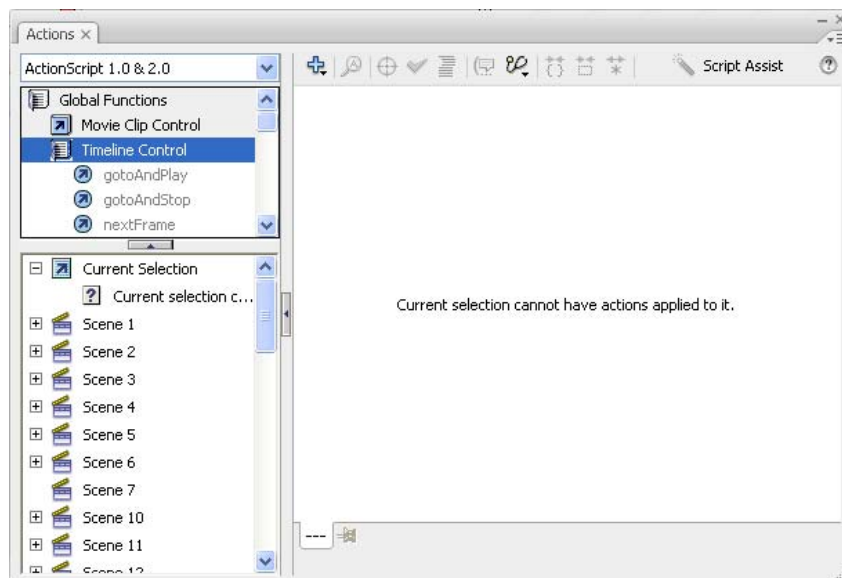 Actions
ActionScript 1.0 & 2.0
Script Assist
Global Functions
Movie Clip Control
Timeline Control
gotoAndPlay
gotoAndStop
nextFrame
Current Selection
Current selection c...
Scene 1
Scene 2
Scene 3
Scene 4
Scene 5
Scene 6
Scene 7
Scene 10
Scene 11
Scene 12
Current selection cannot have actions applied to it.
---